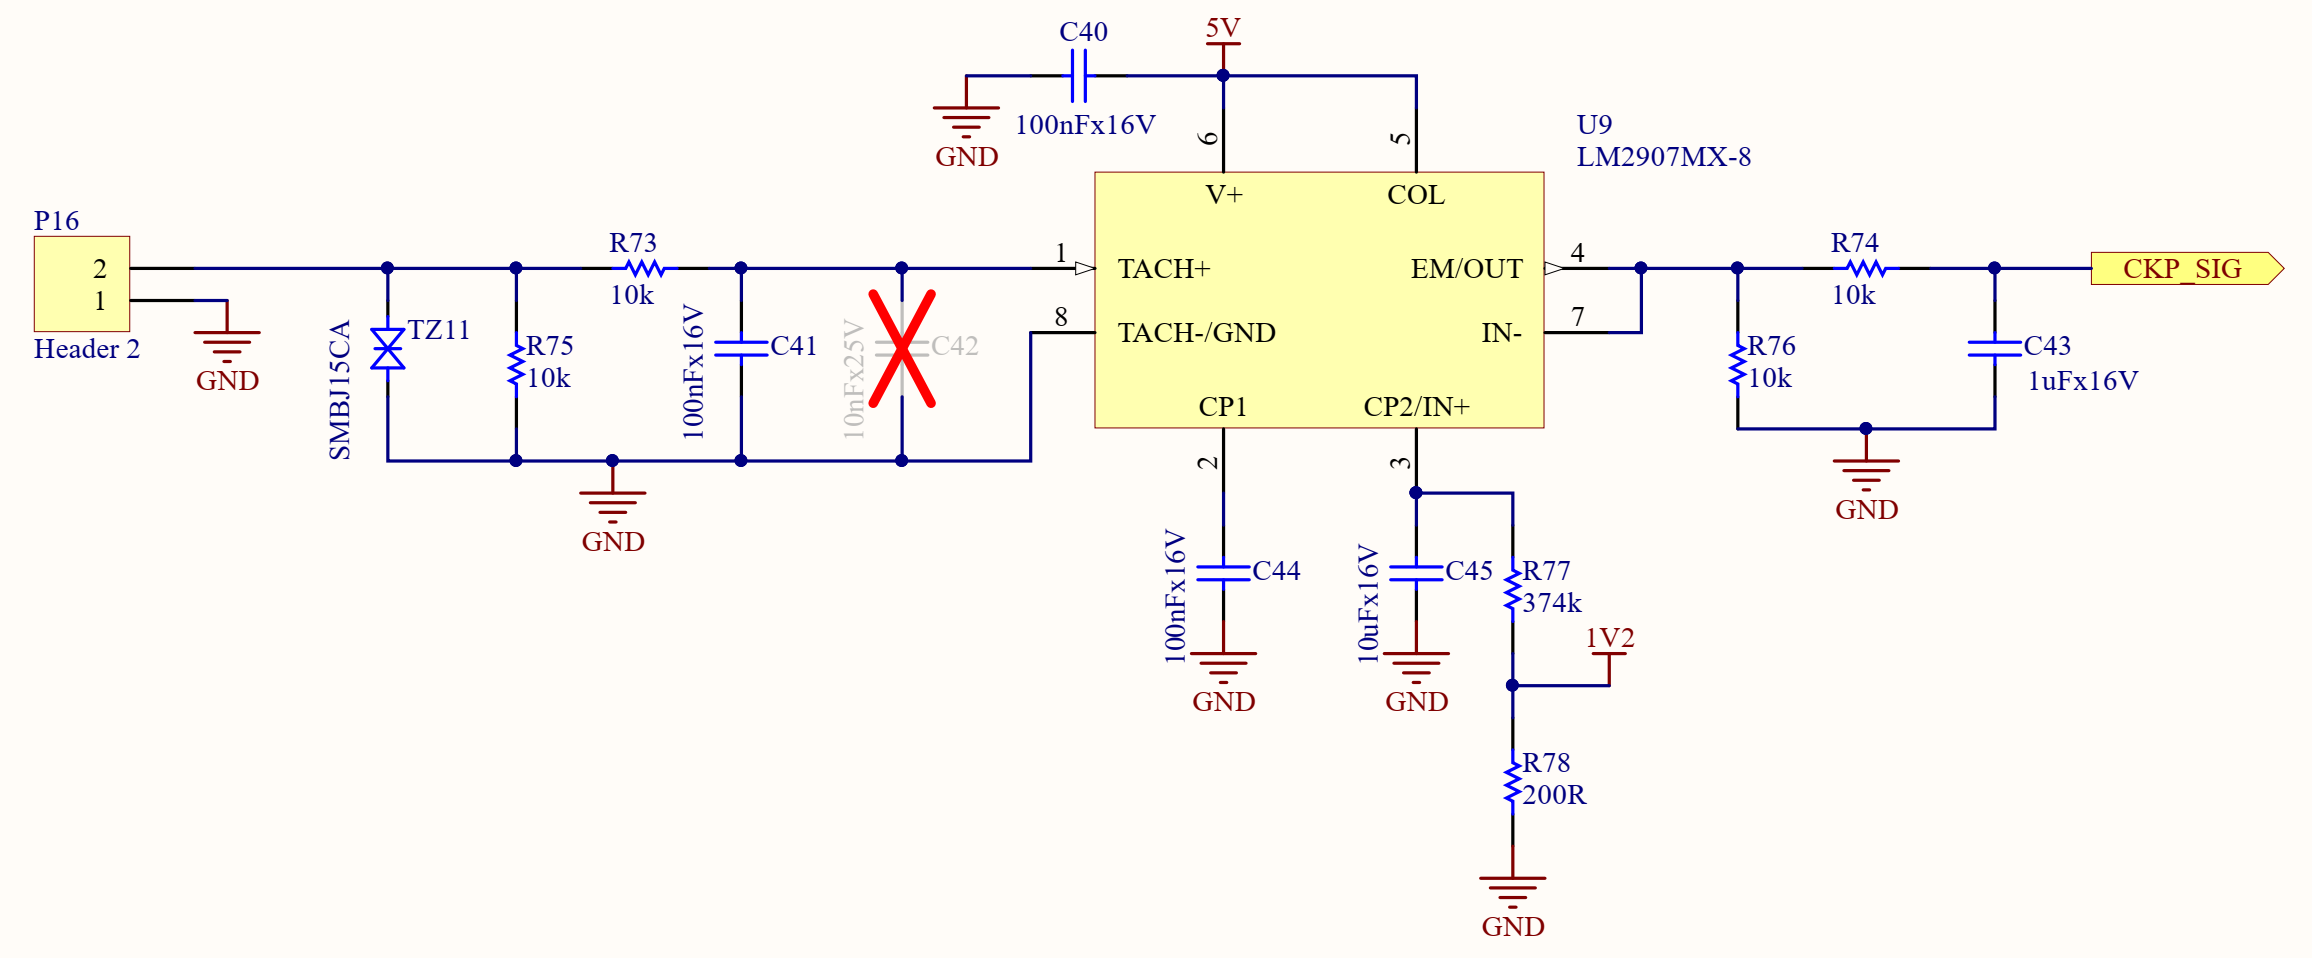 C40
5V
100nFx16V
GND
6
5
U9
LM2907MX-8
V+
COL
P16
2
1
Header 2
GND
SMBJ15CA
TZ11
R75
10k
R73
10k
100nFx16V
C41
10nFx25V
C42
GND
1
TACH+
8
TACH-/GND
EM/OUT
4
IN-
7
CP1
CP2/IN+
2
3
R74
10k
CKP_SIG
R76
10k
C43
1uFx16V
GND
100nFx16V
C44
GND
10uFx16V
C45
GND
R77
374k
1V2
R78
200R
GND